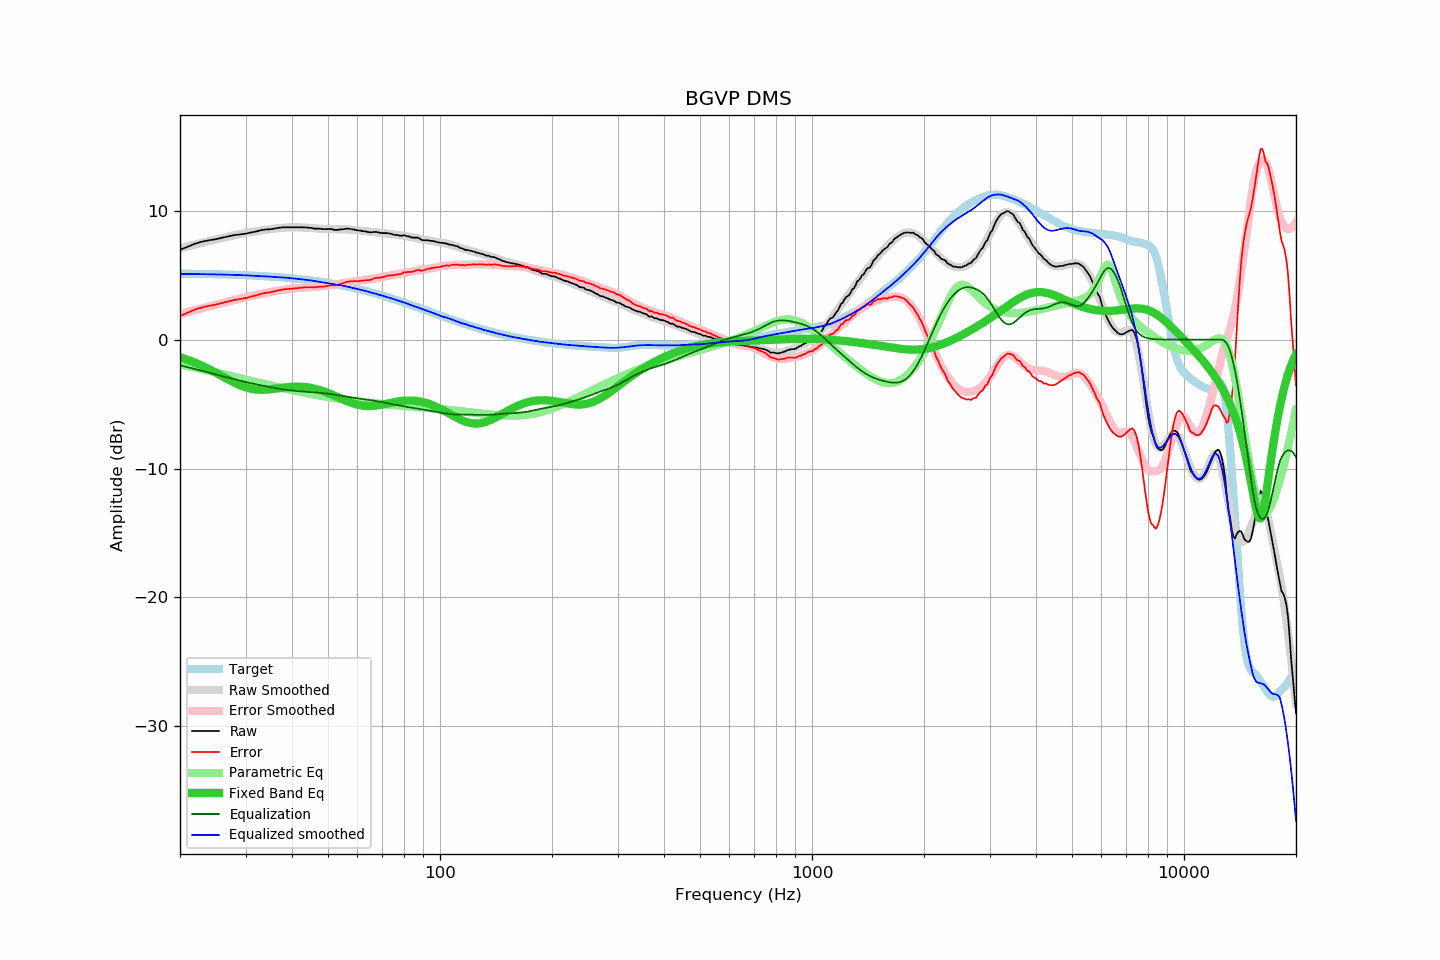 BGVP DMS
Amplitude (dBr)
10
0
−10
−20
−30
Target
Raw Smoothed
Error Smoothed
Raw
Error
Parametric Eq
Fixed Band Eq
Equalization
Equalized smoothed
100
1000
10000
Frequency (Hz)